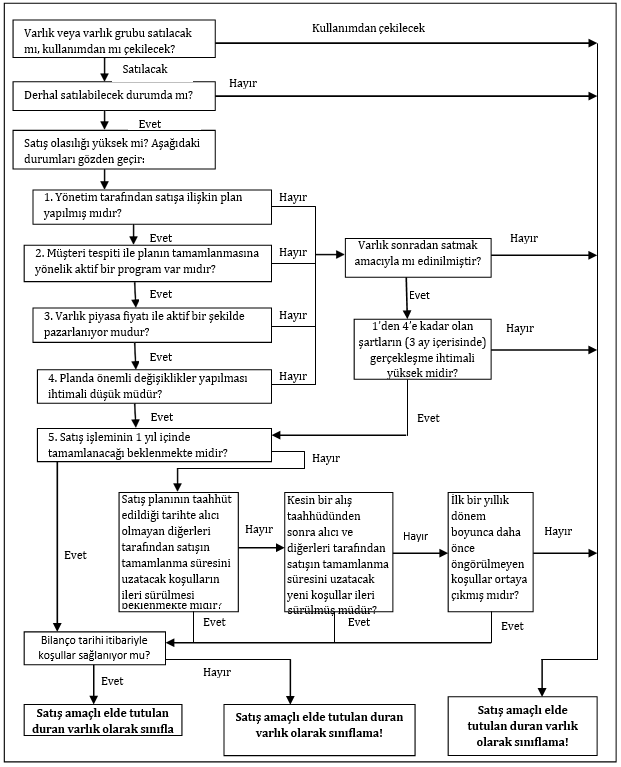 Varlık veya varlık grubu satılacak
mı, kullanımdan mı çekilecek?
Kullanımdan çekilecek
Satılacak
Derhal satılabilecek durumda mı?
Hayır
Evet
Satış olasılığı yüksek mi? Aşağıdaki
durumları gözden geçir:
1. Yönetim tarafından satışa ilişkin plan
yapılmış mıdır?
Hayır
Evet
2. Müşteri tespiti ile planın tamamlanmasına
yönelik aktif bir program var mıdır?
Hayır
Varlık sonradan satmak
amacıyla mı edinilmiştir?
Hayır
Evet
Evet
3. Varlık piyasa fiyatı ile aktif bir şekilde
pazarlanıyor mudur?
Hayır
1’den 4’e kadar olan
şartların (3 ay içerisinde)
gerçekleşme ihtimali
yüksek midir?
Hayır
Evet
4. Planda önemli değişiklikler yapılması
ihtimali düşük müdür?
Hayır
Evet
Evet
5. Satış işleminin 1 yıl içinde
tamamlanacağı beklenmekte midir?
Hayır
Evet
Satış planının taahhüt
edildiği tarihte alıcı
olmayan diğerleri
tarafından satışın
tamamlanma süresini
uzatacak koşulların
ileri sürülmesi
beklenmekte midir?
Hayır
Kesin bir alış
taahhüdünden
sonra alıcı ve
diğerleri tarafından
satışın tamamlanma
süresini uzatacak
yeni koşullar ileri
sürülmüş müdür?
Hayır
İlk bir yıllık
dönem
boyunca daha
önce
öngörülmeyen
koşullar ortaya
çıkmış mıdır?
Hayır
Evet
Evet
Evet
Bilanço tarihi itibariyle
koşullar sağlanıyor mu?
Evet
Hayır
Satış amaçlı elde tutulan
duran varlık olarak sınıfla
Satış amaçlı elde tutulan duran
varlık olarak sınıflama!
Satış amaçlı elde
tutulan duran varlık
olarak sınıflama!